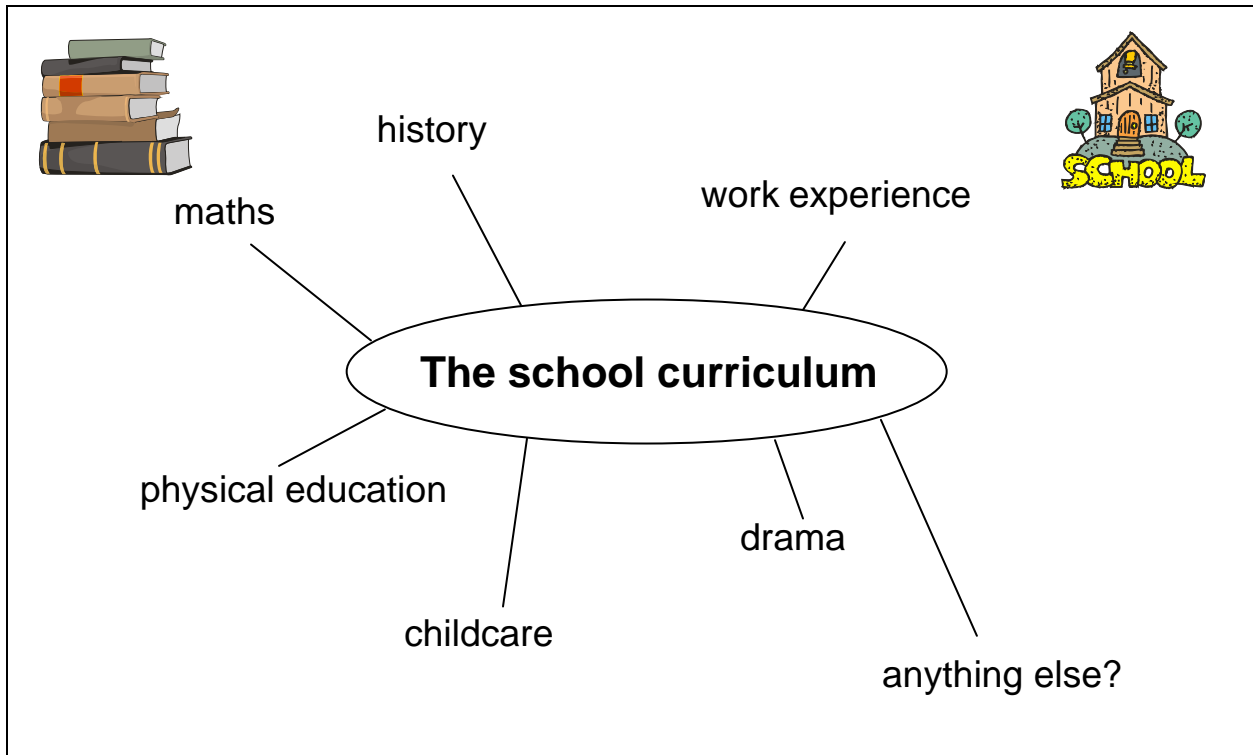 history
SCHOOL
work experience
maths
The school curriculum
physical education
drama
childcare
anything else?